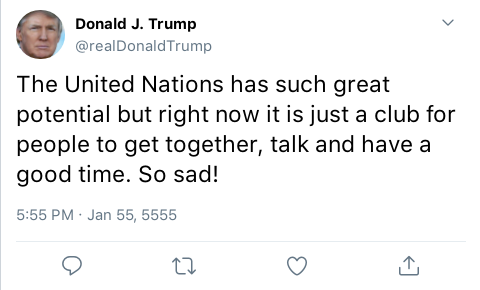 Donald J. Trump
@realDonaldTrump
The United Nations has such great
potential but right now it is just a club for
people to get together, talk and have a
good time. So sad!
5:55 PM · Jan 55, 5555